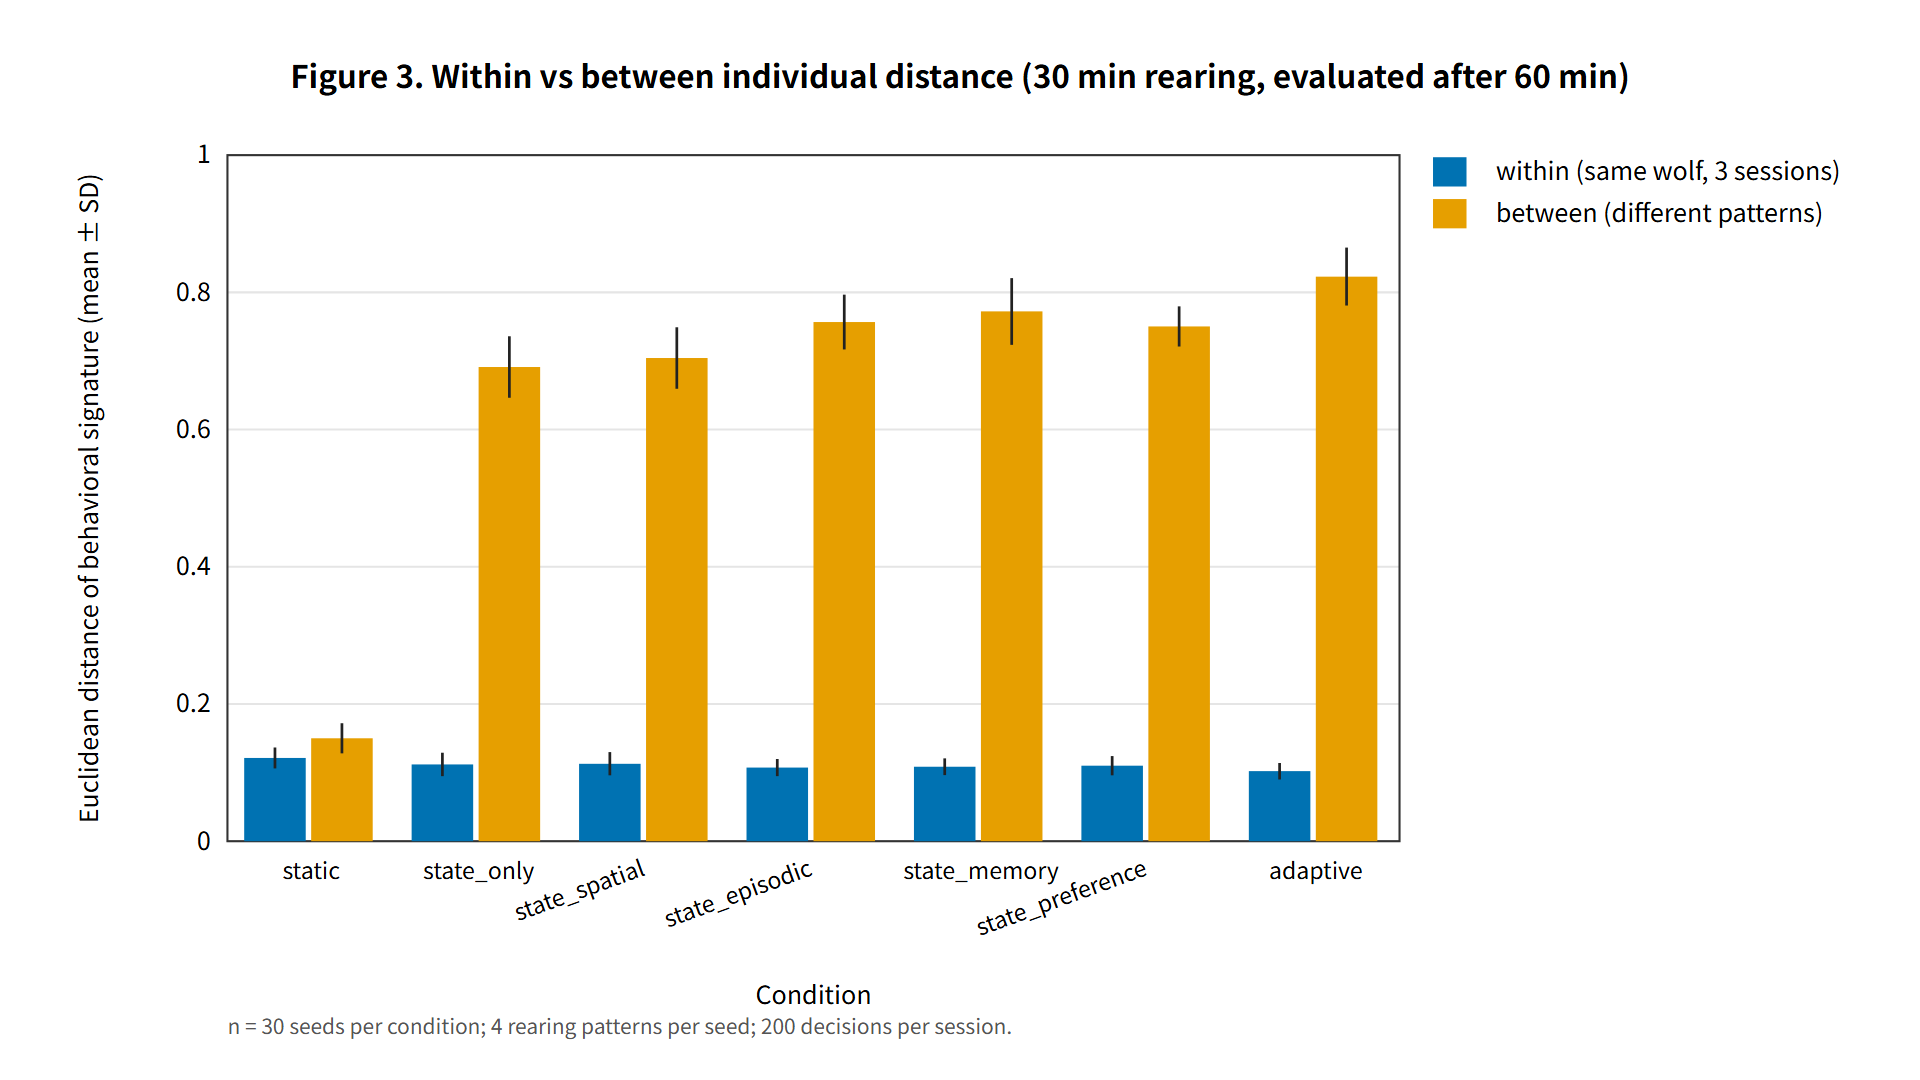 Figure 3. Within vs between individual distance (30 min rearing, evaluated after 60 min)
Euclidean distance of behavioral signature (mean ± SD)
1
0.8
0.6
0.4
0.2
0
within (same wolf, 3 sessions)
between (different patterns)
static
state_only
state_spatial
state_episodic
state_memory
state_preference
adaptive
Condition
n = 30 seeds per condition; 4 rearing patterns per seed; 200 decisions per session.